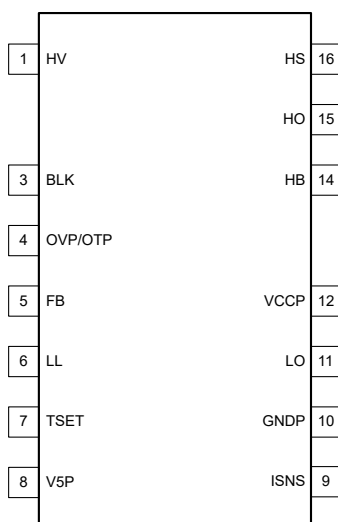 1 HV HS 16
HO 15
3 BLK HB 14
4 OVP/OTP
5 FB VCCP 12
6 LL LO 11
7 TSET GNDP 10
8 V5P ISNS 9